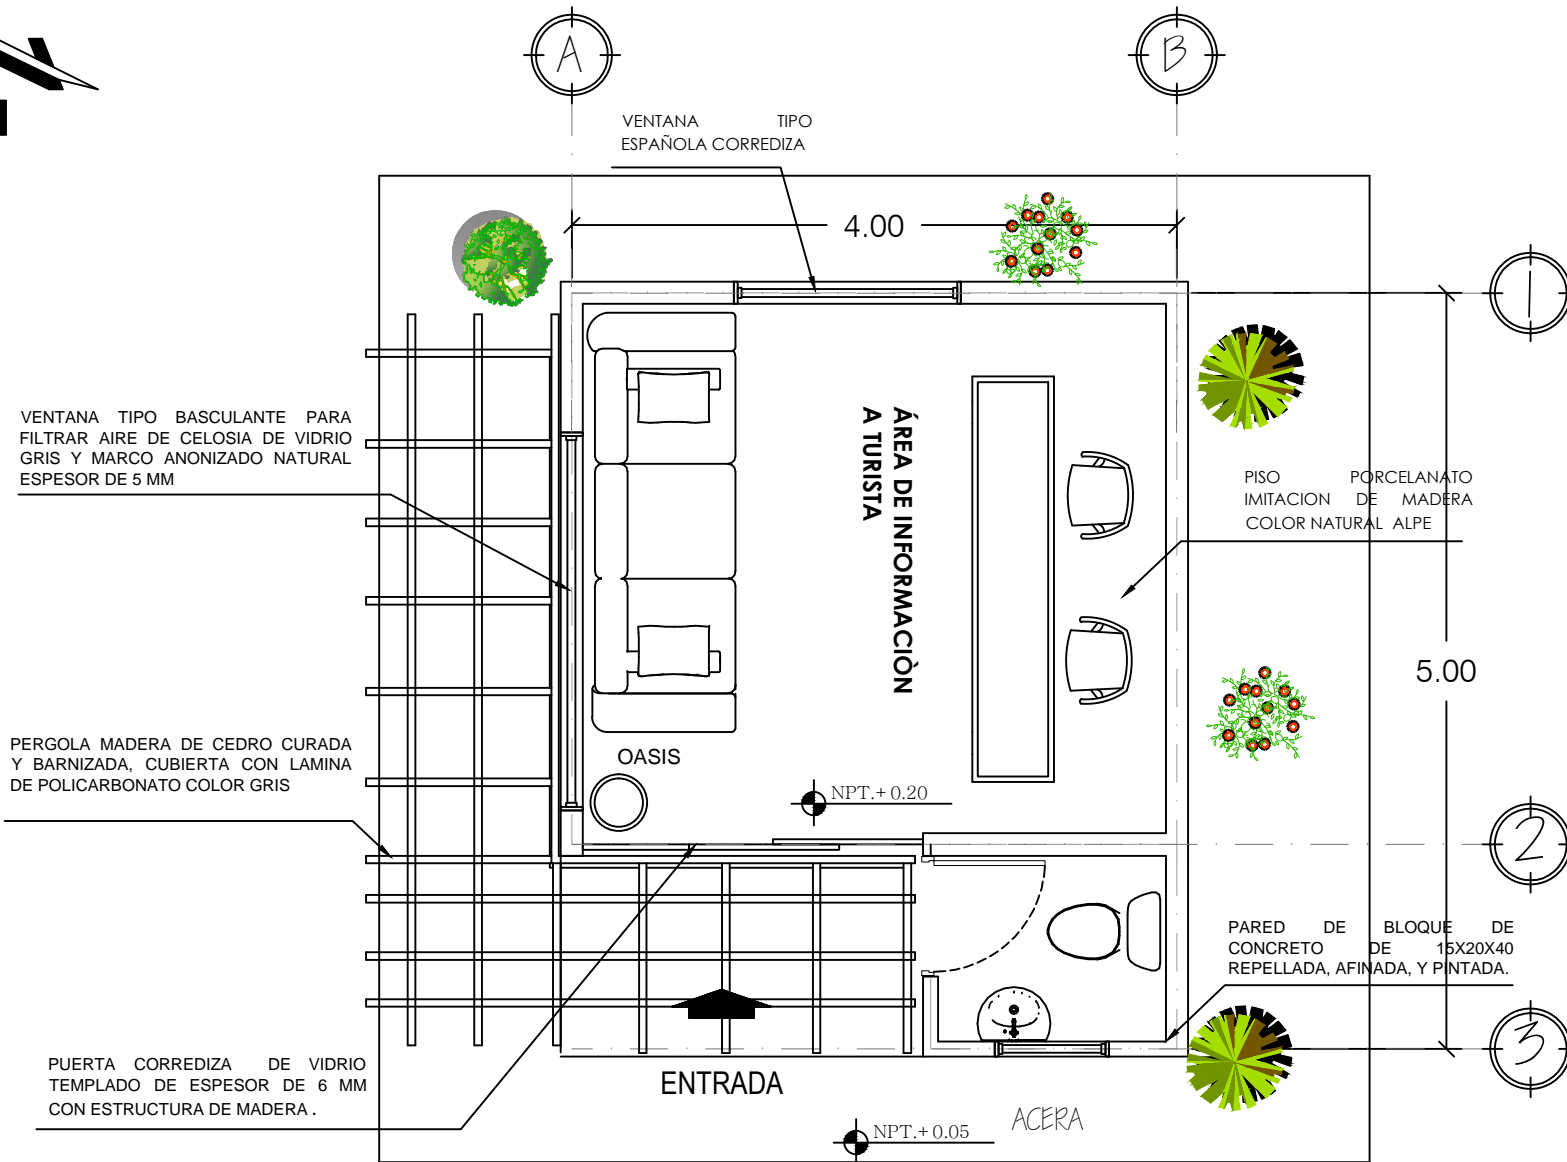 A
B
VENTANA TIPO
ESPAÑOLA CORREDIZA
4.00
1
VENTANA TIPO BASCULANTE PARA
FILTRAR AIRE DE CELOSIA DE VIDRIO
GRIS Y MARCO ANONIZADO NATURAL
ESPESOR DE 5 MM
ÁREA DE INFORMACIÒN
A TURISTA
PISO PORCELANATO
IMITACION DE MADERA
COLOR NATURAL ALPE
5.00
PERGOLA MADERA DE CEDRO CURADA
Y BARNIZADA, CUBIERTA CON LAMINA
DE POLICARBONATO COLOR GRIS
OASIS
NPT.+0.20
2
PARED DE BLOQUE DE
CONCRETO DE 15X20X40
REPELLADA, AFINADA, Y PINTADA.
3
PUERTA CORREDIZA DE VIDRIO
TEMPLADO DE ESPESOR DE 6 MM
CON ESTRUCTURA DE MADERA .
ENTRADA
ACERA
NPT.+0.05